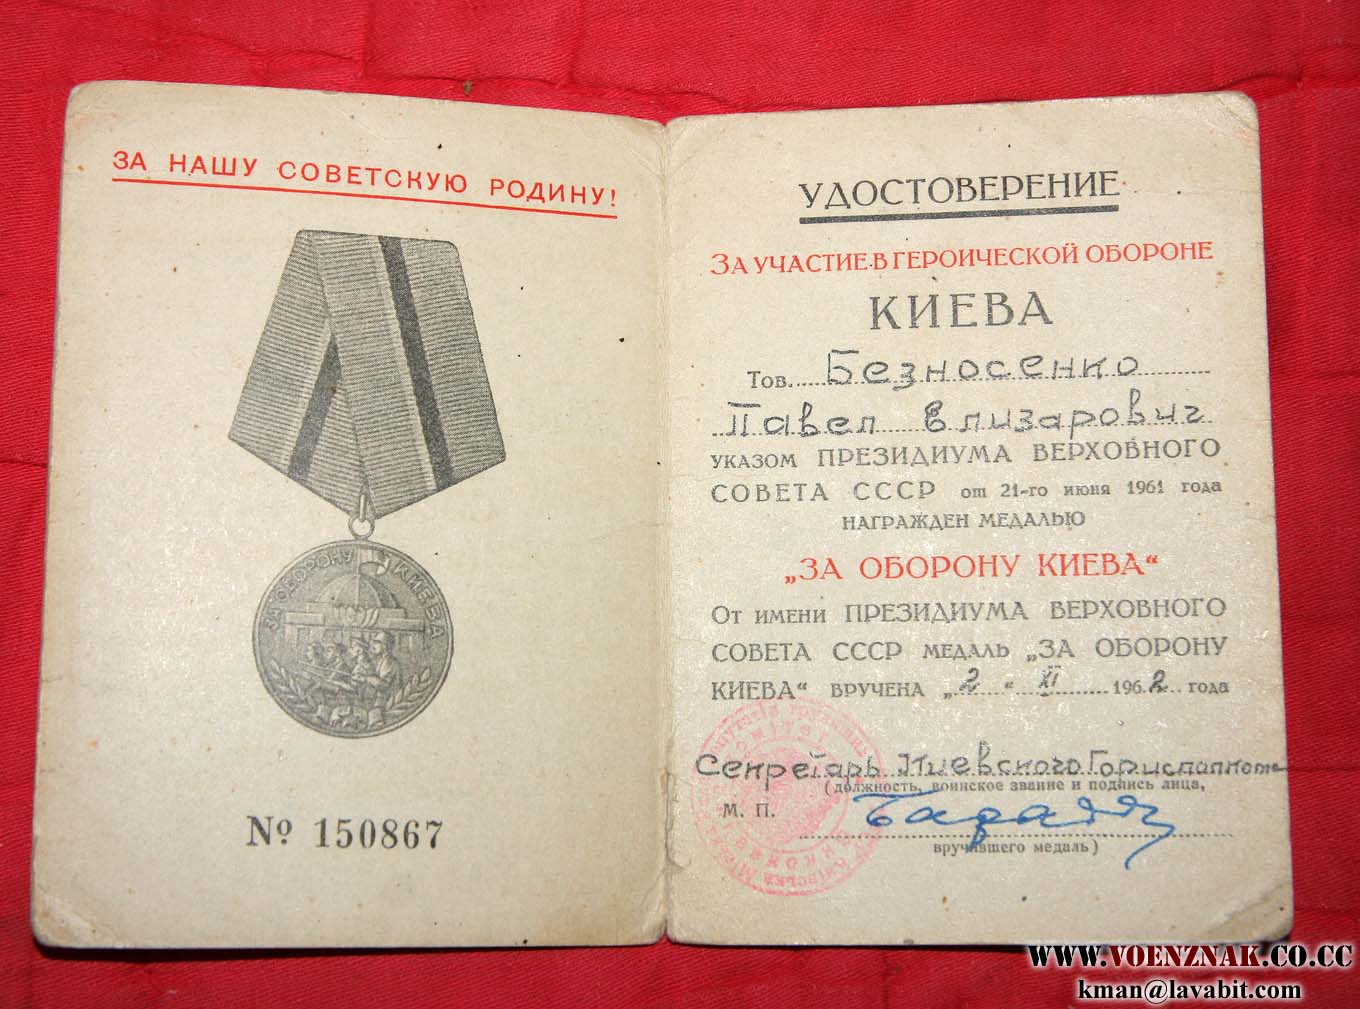 ЗА НАШУ СОВЕТСКУЮ РОДИНУ!
ЗА ОБОРОНУ КИЕВА
№ 150867
УДОСТОВЕРЕНИЕ
ЗА УЧАСТИЕ В ГЕРОИЧЕСКОЙ ОБОРОНЕ
КИЕВА
Тов. Безносенко
Павел Елизарович
УКАЗОМ ПРЕЗИДИУМА ВЕРХОВНОГО
СОВЕТА СССР от 21-го июня 1961 года
НАГРАЖДЕН МЕДАЛЬЮ
„ЗА ОБОРОНУ КИЕВА“
ОТ ИМЕНИ ПРЕЗИДИУМА ВЕРХОВНОГО
СОВЕТА СССР МЕДАЛЬ „ЗА ОБОРОНУ
КИЕВА“ ВРУЧЕНА „2“ XI 1962 года
Секретарь Киевского
(должность, воинское звание и подпись лица,
М. П.
вручившего медаль)
WWW.VOENZNAK.CO.CC
kman@lavabit.com